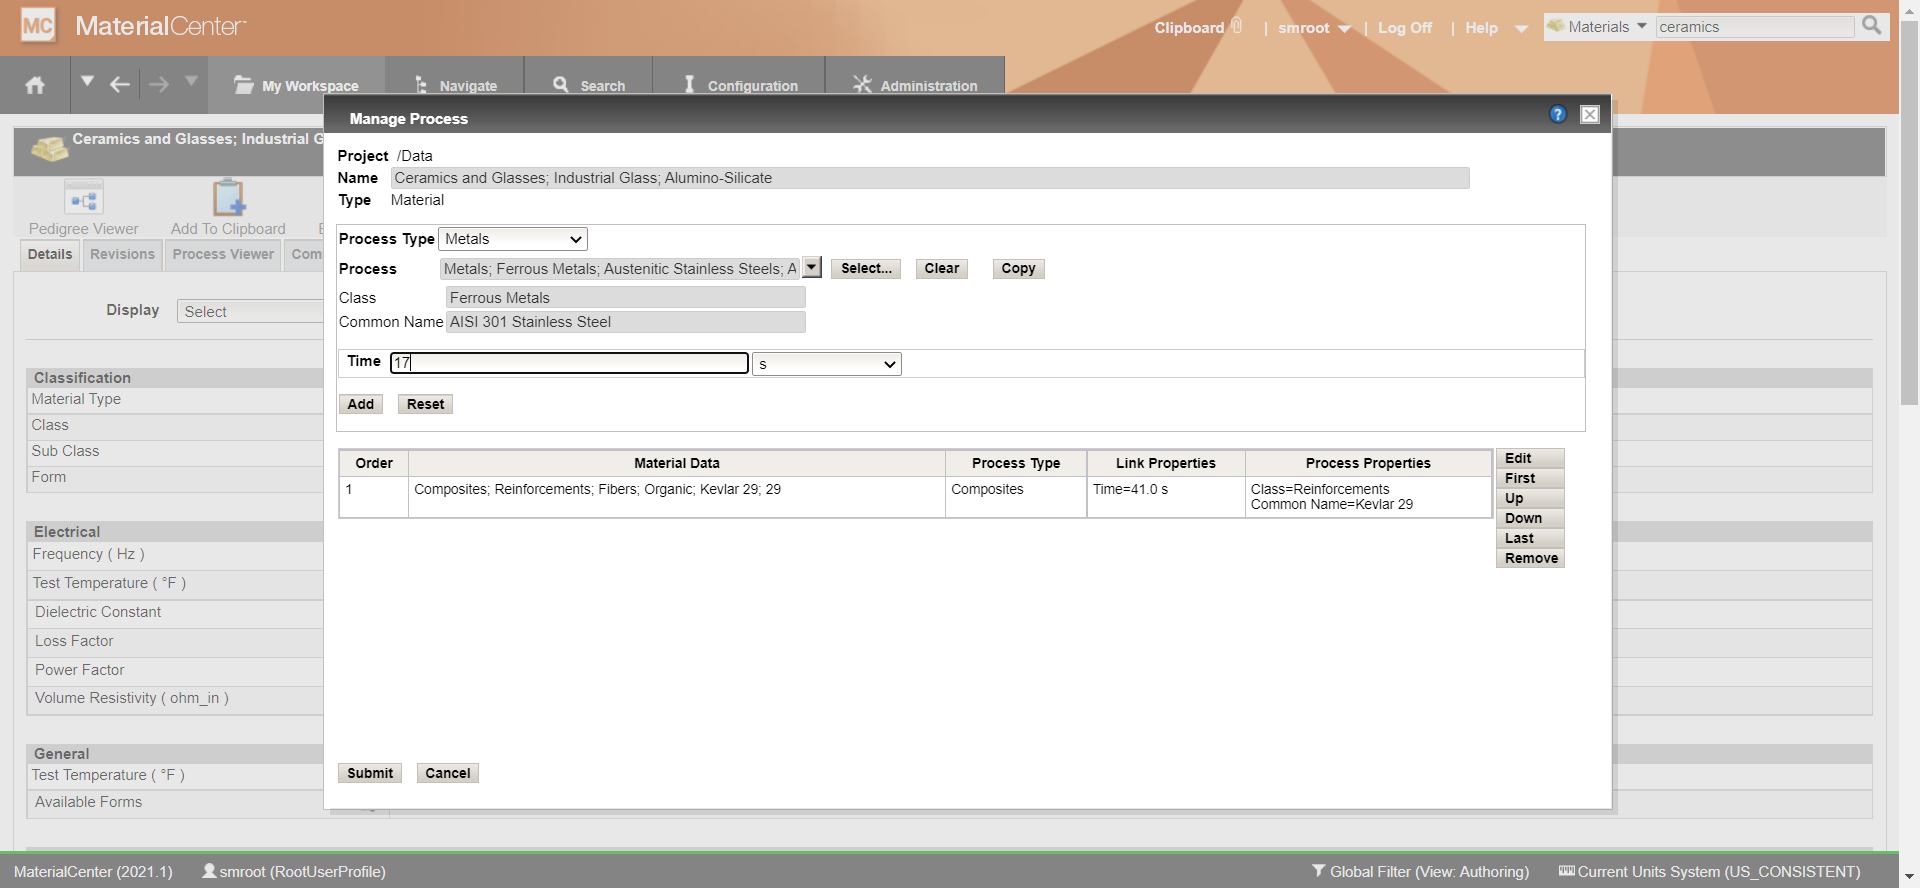 MC MaterialCenter
Clipboard | smroot | Log Off | Help
Materials ceramics
My Workspace Navigate Search Configuration Administration
Ceramics and Glasses; Industrial G
Pedigree Viewer Add To Clipboard
Details Revisions Process Viewer Com
Display Select
Classification
Material Type
Class
Sub Class
Form
Electrical
Frequency ( Hz )
Test Temperature ( °F )
Dielectric Constant
Loss Factor
Power Factor
Volume Resistivity ( ohm_in )
General
Test Temperature ( °F )
Available Forms
Manage Process ?
Project /Data
Name Ceramics and Glasses; Industrial Glass; Alumino-Silicate
Type Material
Process Type Metals
Process Metals; Ferrous Metals; Austenitic Stainless Steels; A Select... Clear Copy
Class Ferrous Metals
Common Name AISI 301 Stainless Steel
Time 17 s
Add Reset
Order Material Data Process Type Link Properties Process Properties
1 Composites; Reinforcements; Fibers; Organic; Kevlar 29; 29 Composites Time=41.0 s Class=Reinforcements
Common Name=Kevlar 29
Edit
First
Up
Down
Last
Remove
Submit Cancel
MaterialCenter (2021.1) smroot (RootUserProfile) Global Filter (View: Authoring) Current Units System (US_CONSISTENT)